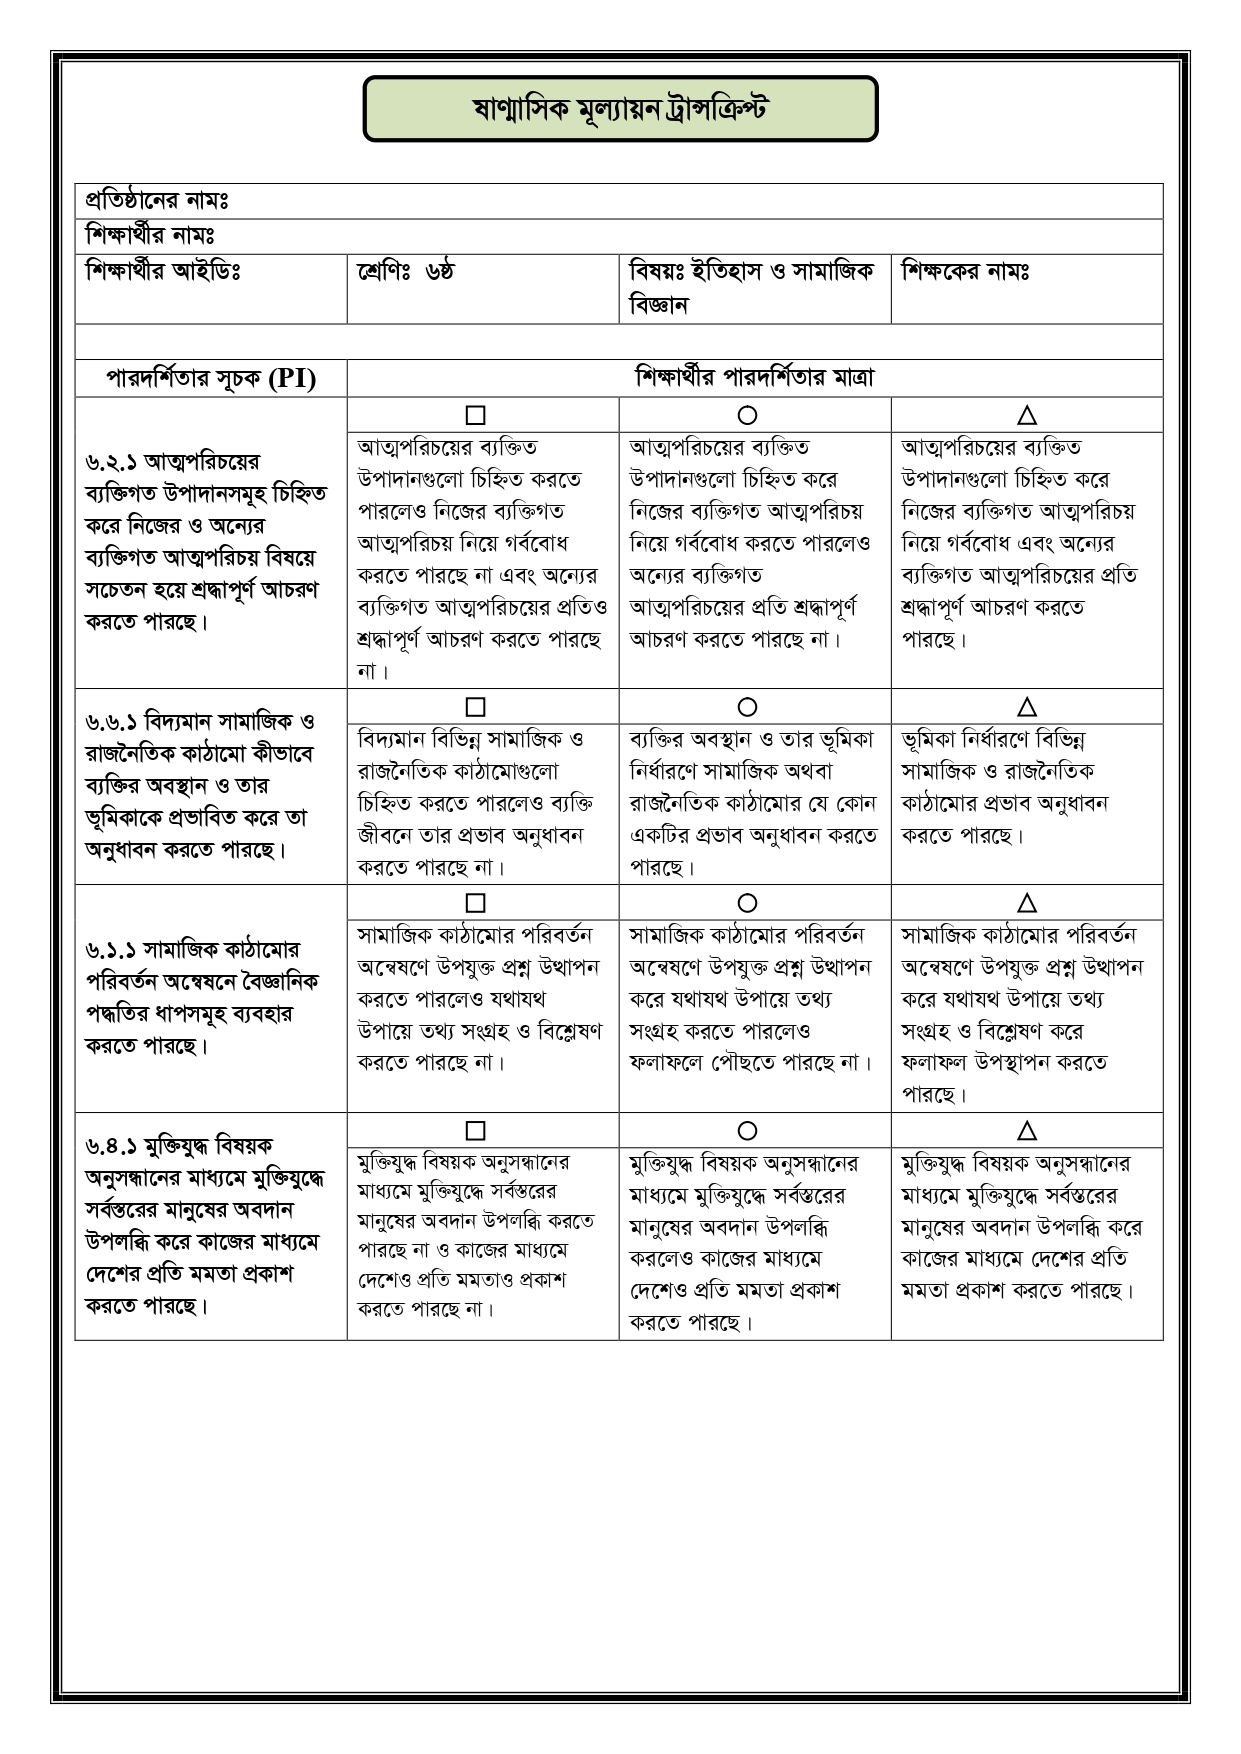 ষাণ্মাসিক মূল্যায়ন ট্রান্সক্রিপ্ট
প্রতিষ্ঠানের নামঃ
শিক্ষার্থীর নামঃ
শিক্ষার্থীর আইডিঃ
শ্রেণিঃ ৬ষ্ঠ
বিষয়ঃ ইতিহাস ও সামাজিক
বিজ্ঞান
শিক্ষকের নামঃ
পারদর্শিতার সূচক (PI)
শিক্ষার্থীর পারদর্শিতার মাত্রা
৬.২.১ আত্মপরিচয়ের
ব্যক্তিগত উপাদানসমূহ চিহ্নিত
করে নিজের ও অন্যের
ব্যক্তিগত আত্মপরিচয় বিষয়ে
সচেতন হয়ে শ্রদ্ধাপূর্ণ আচরণ
করতে পারছে।
□
আত্মপরিচয়ের ব্যক্তিত
উপাদানগুলো চিহ্নিত করতে
পারলেও নিজের ব্যক্তিগত
আত্মপরিচয় নিয়ে গর্ববোধ
করতে পারছে না এবং অন্যের
ব্যক্তিগত আত্মপরিচয়ের প্রতিও
শ্রদ্ধাপূর্ণ আচরণ করতে পারছে
না।
○
আত্মপরিচয়ের ব্যক্তিত
উপাদানগুলো চিহ্নিত করে
নিজের ব্যক্তিগত আত্মপরিচয়
নিয়ে গর্ববোধ করতে পারলেও
অন্যের ব্যক্তিগত
আত্মপরিচয়ের প্রতি শ্রদ্ধাপূর্ণ
আচরণ করতে পারছে না।
△
আত্মপরিচয়ের ব্যক্তিত
উপাদানগুলো চিহ্নিত করে
নিজের ব্যক্তিগত আত্মপরিচয়
নিয়ে গর্ববোধ এবং অন্যের
ব্যক্তিগত আত্মপরিচয়ের প্রতি
শ্রদ্ধাপূর্ণ আচরণ করতে
পারছে।
৬.৬.১ বিদ্যমান সামাজিক ও
রাজনৈতিক কাঠামো কীভাবে
ব্যক্তির অবস্থান ও তার
ভূমিকাকে প্রভাবিত করে তা
অনুধাবন করতে পারছে।
□
বিদ্যমান বিভিন্ন সামাজিক ও
রাজনৈতিক কাঠামোগুলো
চিহ্নিত করতে পারলেও ব্যক্তি
জীবনে তার প্রভাব অনুধাবন
করতে পারছে না।
○
ব্যক্তির অবস্থান ও তার ভূমিকা
নির্ধারণে সামাজিক অথবা
রাজনৈতিক কাঠামোর যে কোন
একটির প্রভাব অনুধাবন করতে
পারছে।
△
ভূমিকা নির্ধারণে বিভিন্ন
সামাজিক ও রাজনৈতিক
কাঠামোর প্রভাব অনুধাবন
করতে পারছে।
৬.১.১ সামাজিক কাঠামোর
পরিবর্তন অন্বেষনে বৈজ্ঞানিক
পদ্ধতির ধাপসমূহ ব্যবহার
করতে পারছে।
□
সামাজিক কাঠামোর পরিবর্তন
অন্বেষণে উপযুক্ত প্রশ্ন উত্থাপন
করতে পারলেও যথাযথ
উপায়ে তথ্য সংগ্রহ ও বিশ্লেষণ
করতে পারছে না।
○
সামাজিক কাঠামোর পরিবর্তন
অন্বেষণে উপযুক্ত প্রশ্ন উত্থাপন
করে যথাযথ উপায়ে তথ্য
সংগ্রহ করতে পারলেও
ফলাফলে পৌছতে পারছে না।
△
সামাজিক কাঠামোর পরিবর্তন
অন্বেষণে উপযুক্ত প্রশ্ন উত্থাপন
করে যথাযথ উপায়ে তথ্য
সংগ্রহ ও বিশ্লেষণ করে
ফলাফল উপস্থাপন করতে
পারছে।
৬.৪.১ মুক্তিযুদ্ধ বিষয়ক
অনুসন্ধানের মাধ্যমে মুক্তিযুদ্ধে
সর্বস্তরের মানুষের অবদান
উপলব্ধি করে কাজের মাধ্যমে
দেশের প্রতি মমতা প্রকাশ
করতে পারছে।
□
মুক্তিযুদ্ধ বিষয়ক অনুসন্ধানের
মাধ্যমে মুক্তিযুদ্ধে সর্বস্তরের
মানুষের অবদান উপলব্ধি করতে
পারছে না ও কাজের মাধ্যমে
দেশেও প্রতি মমতাও প্রকাশ
করতে পারছে না।
○
মুক্তিযুদ্ধ বিষয়ক অনুসন্ধানের
মাধ্যমে মুক্তিযুদ্ধে সর্বস্তরের
মানুষের অবদান উপলব্ধি
করলেও কাজের মাধ্যমে
দেশেও প্রতি মমতা প্রকাশ
করতে পারছে।
△
মুক্তিযুদ্ধ বিষয়ক অনুসন্ধানের
মাধ্যমে মুক্তিযুদ্ধে সর্বস্তরের
মানুষের অবদান উপলব্ধি করে
কাজের মাধ্যমে দেশের প্রতি
মমতা প্রকাশ করতে পারছে।